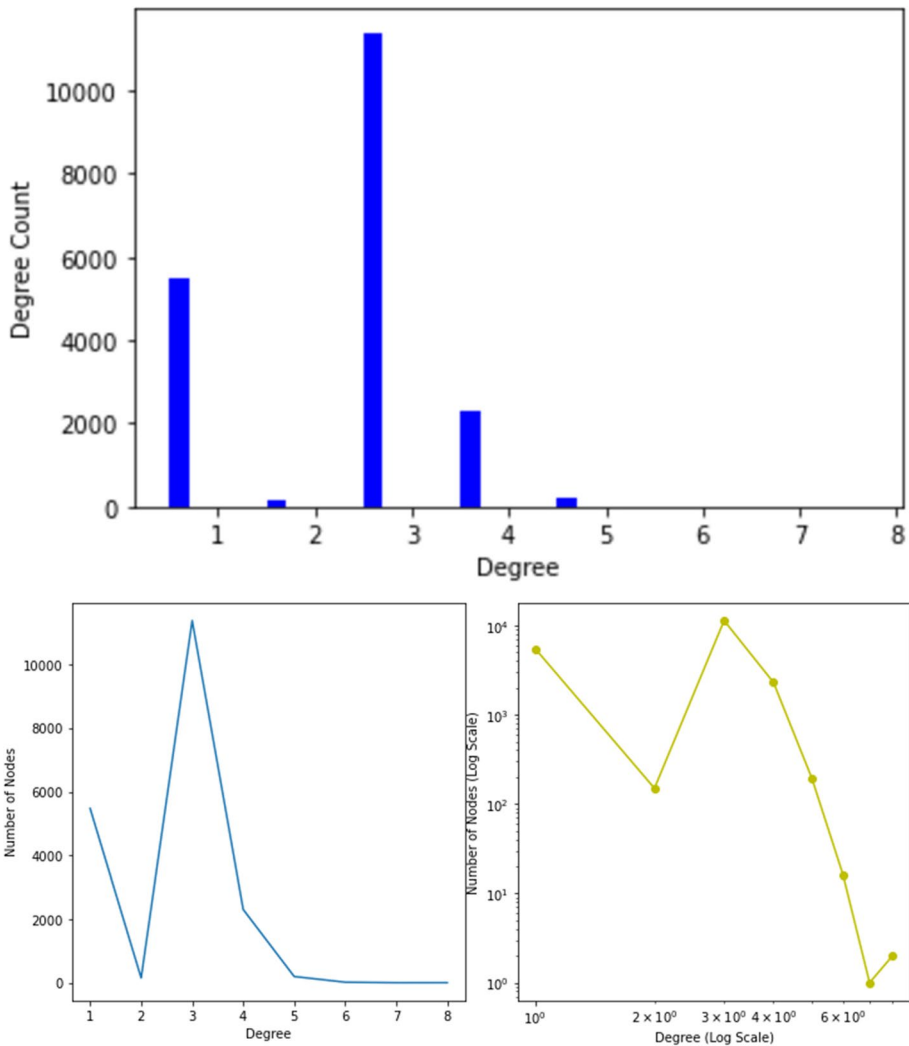 10000
8000
6000
4000
2000
0
Degree Count
1 2 3 4 5 6 7 8
Degree
10000
8000
6000
4000
2000
0
Number of Nodes
1 2 3 4 5 6 7 8
Degree
10⁴
10³
10²
10¹
10⁰
Number of Nodes (Log Scale)
10⁰ 2 × 10⁰ 3 × 10⁰ 4 × 10⁰ 6 × 10⁰
Degree (Log Scale)